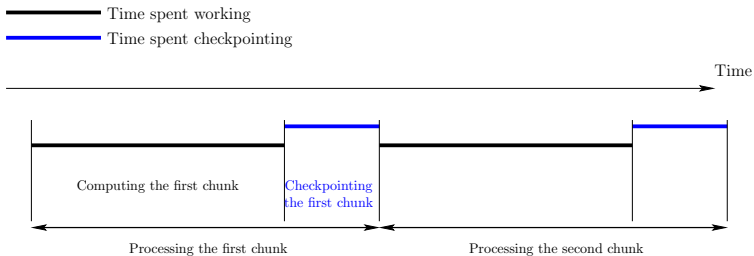 Time spent working
Time spent checkpointing
Time
Computing the first chunk
Checkpointing
the first chunk
Processing the first chunk
Processing the second chunk